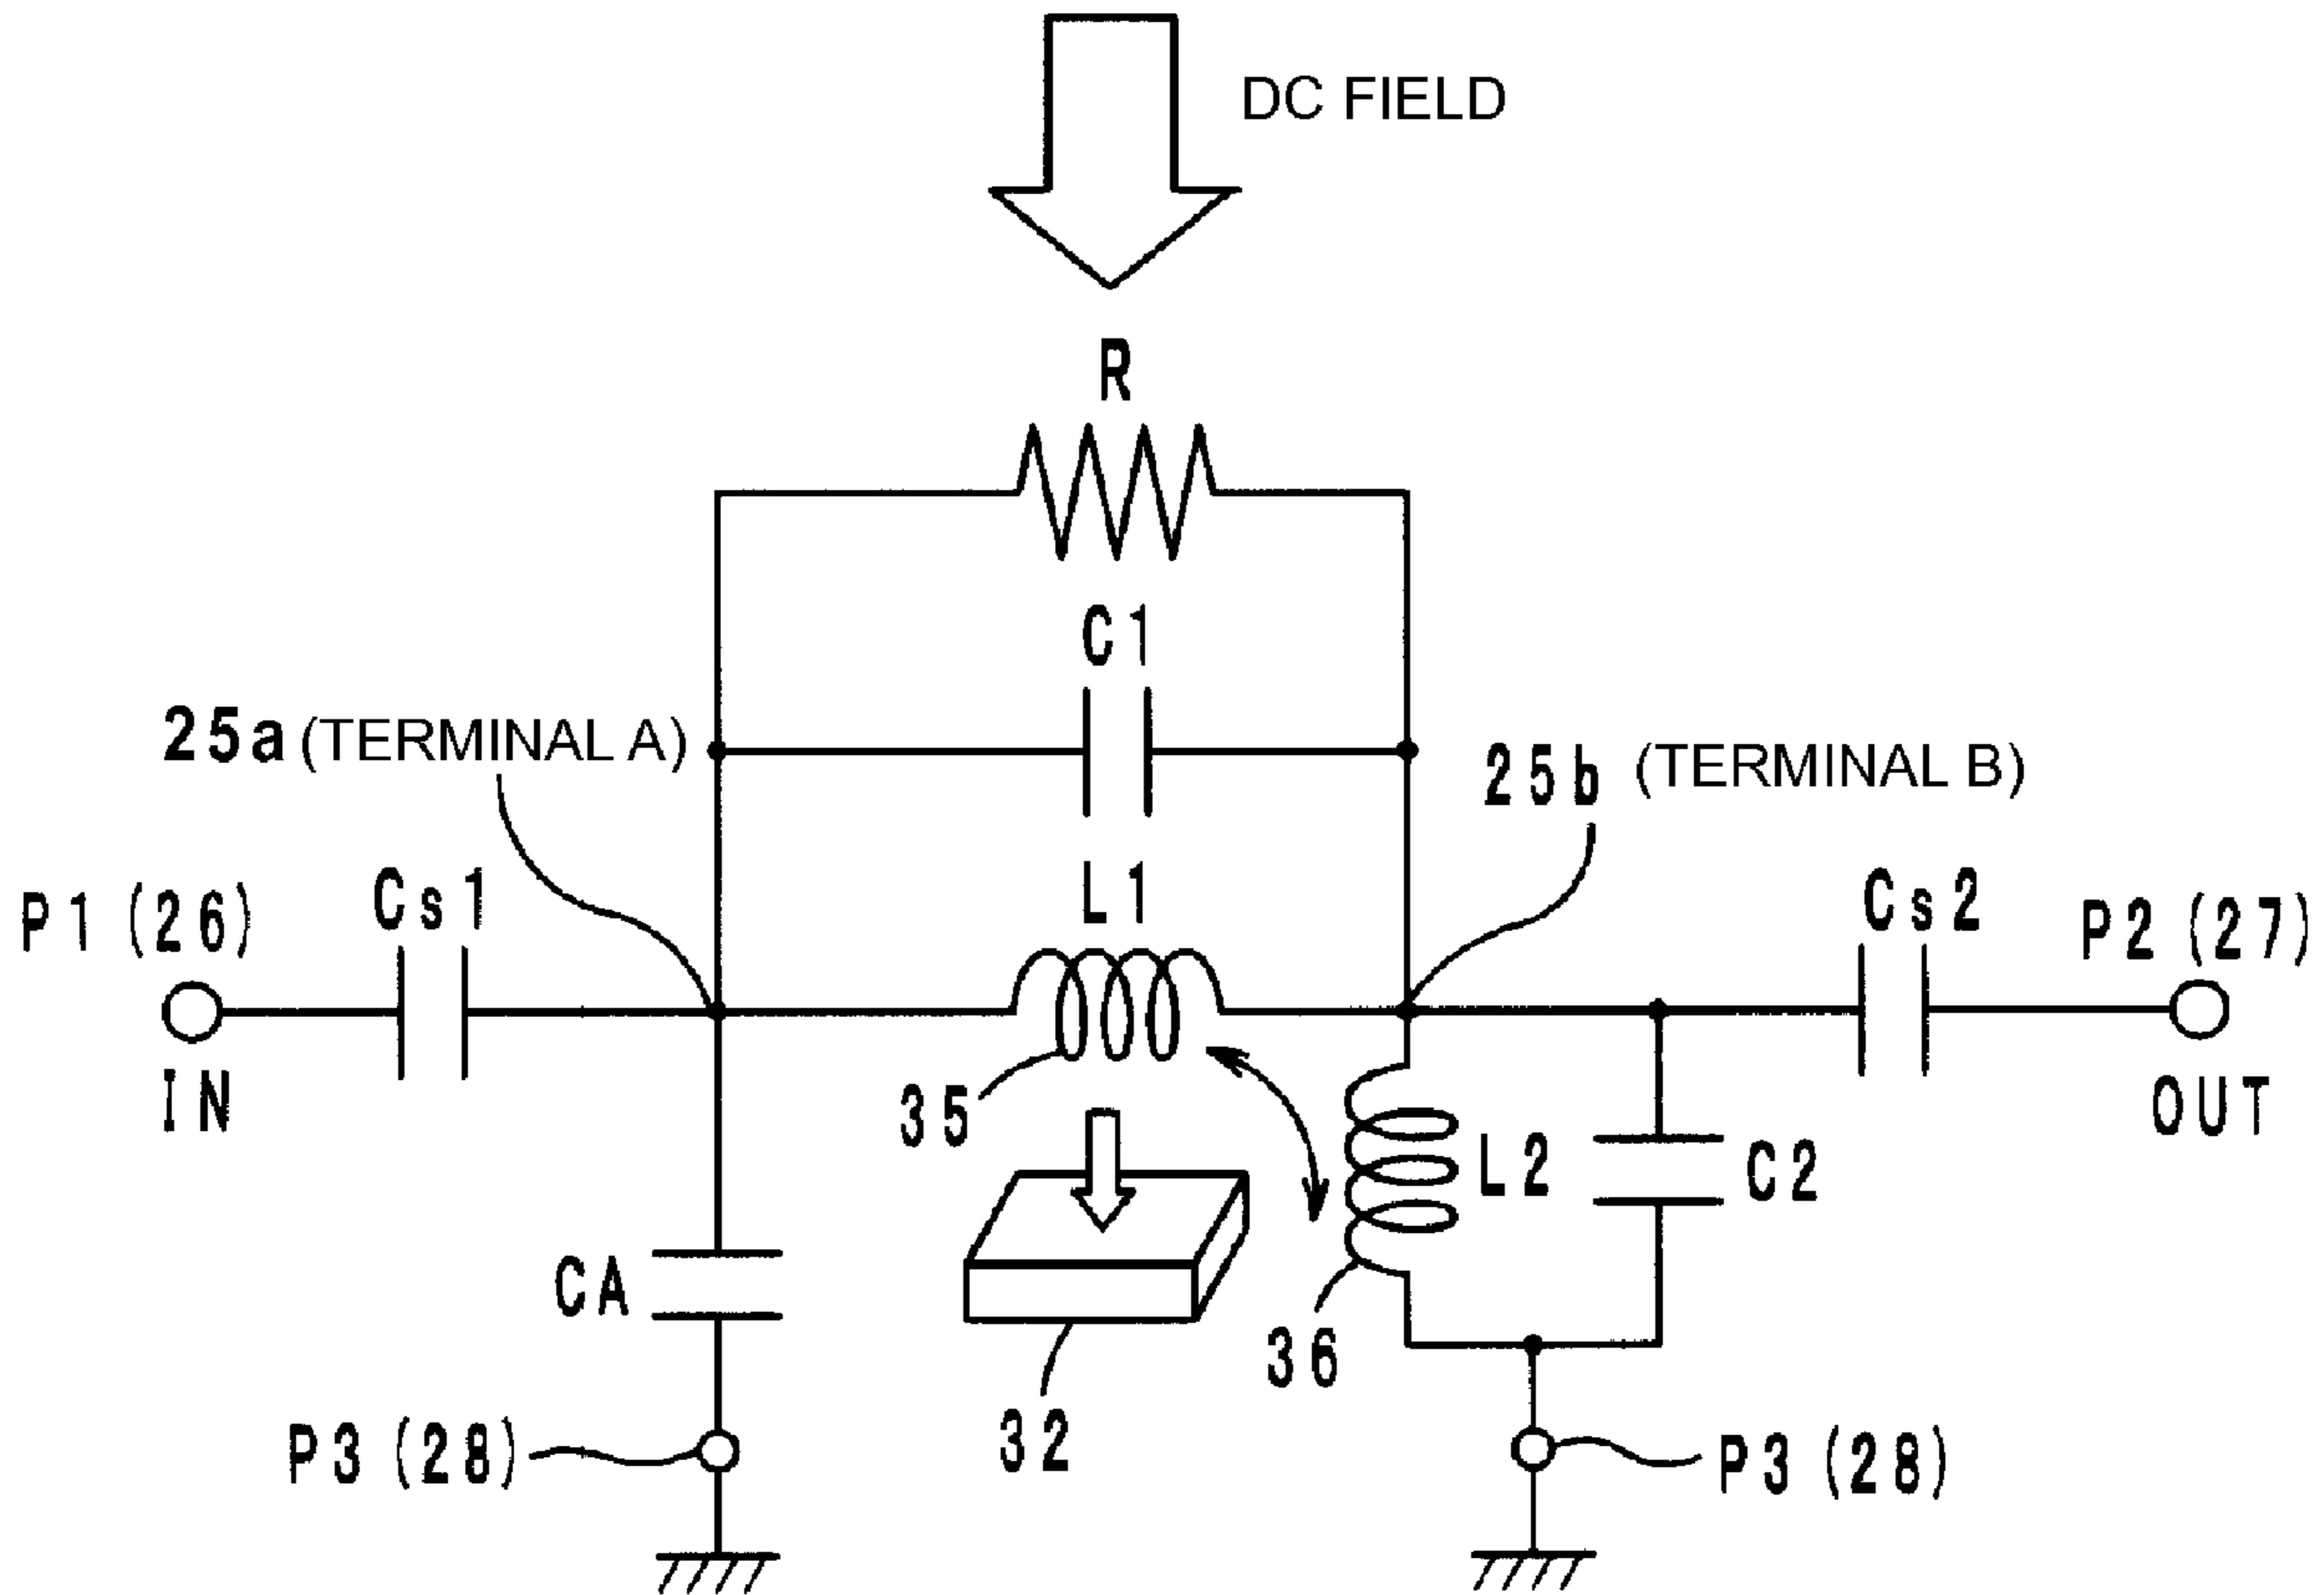 DC FIELD
R
C1
25a (TERMINAL A)
25b (TERMINAL B)
L1
P1 (26)
Cs1
Cs2
P2 (27)
IN
35
L2
C2
OUT
CA
36
32
P3 (28)
P3 (28)